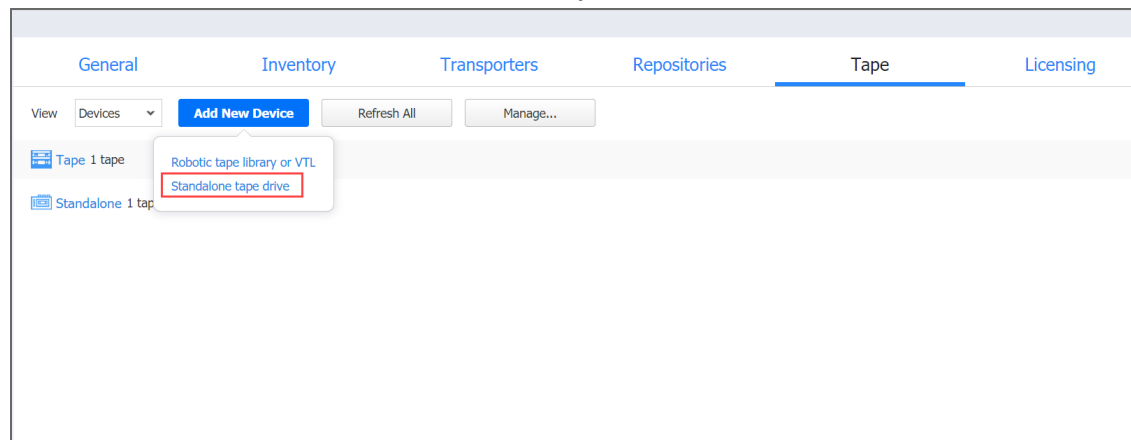 General Inventory Transporters Repositories Tape Licensing
View Devices Add New Device Refresh All Manage...
Tape 1 tape
Robotic tape library or VTL
Standalone tape drive
Standalone 1 tap